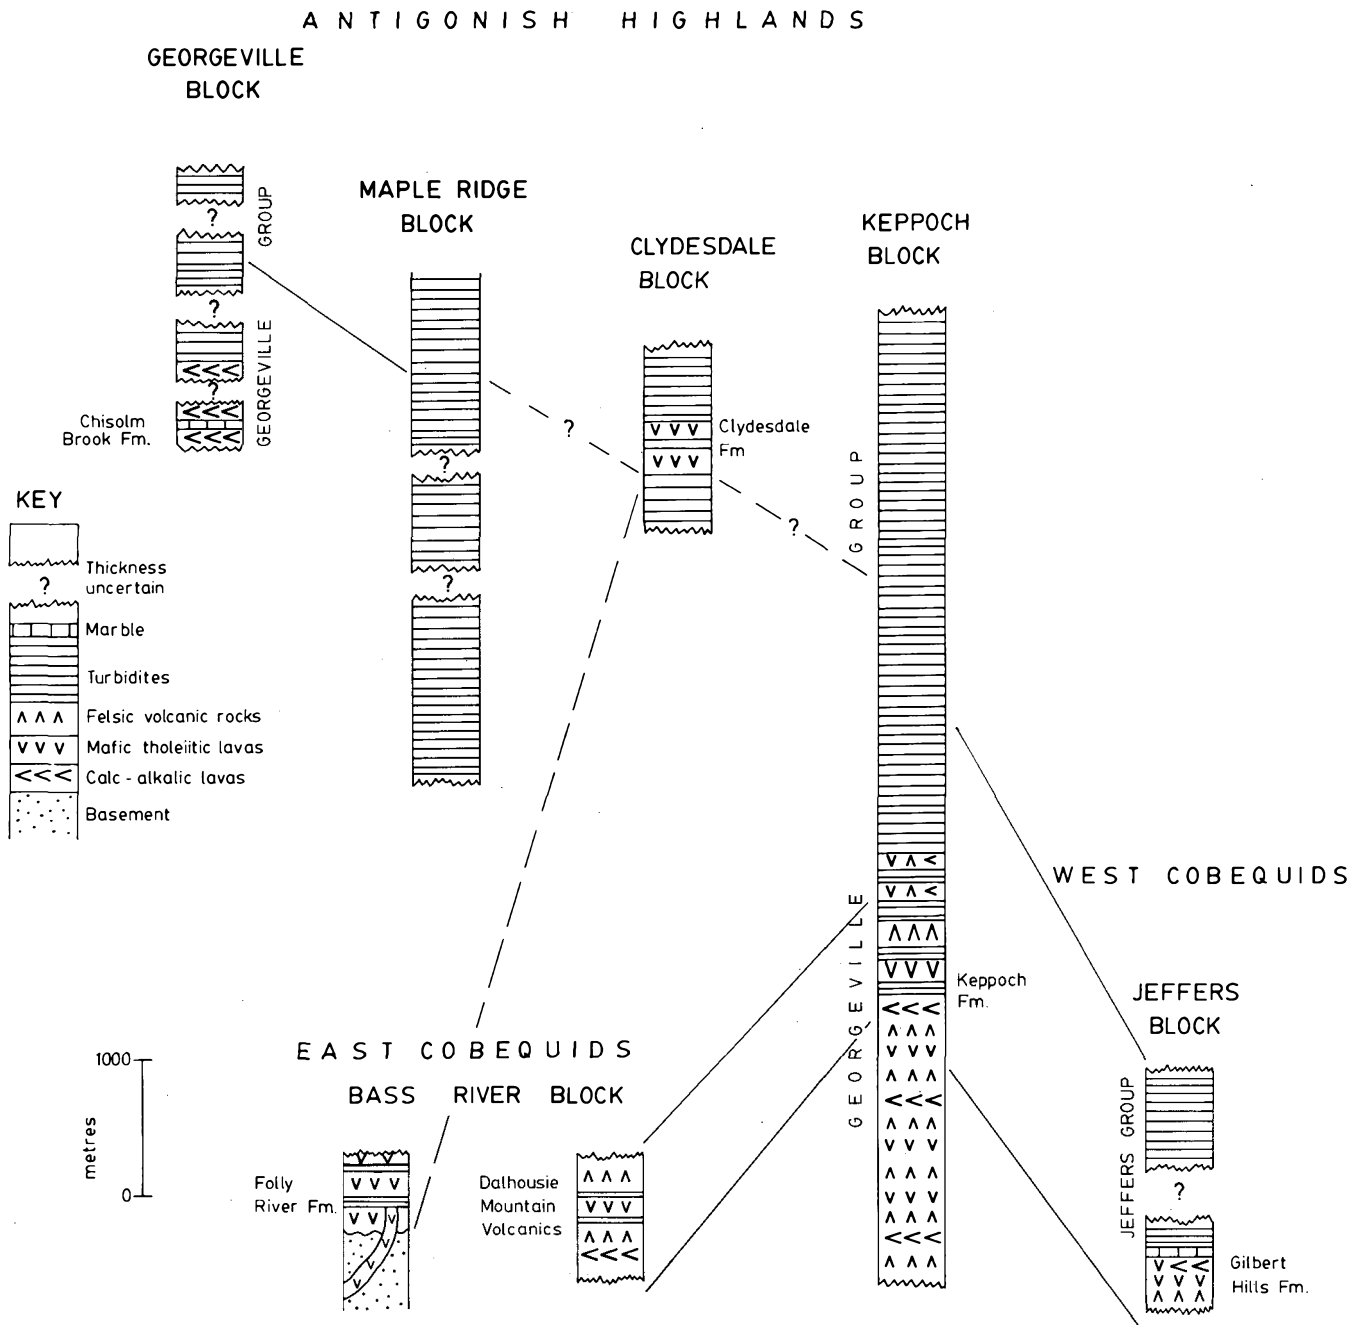 ANTIGONISH HIGHLANDS
GEORGEVILLE
BLOCK
MAPLE RIDGE
BLOCK
CLYDESDALE
BLOCK
KEPPOCH
BLOCK
GROUP
GEORGEVILLE
?
?
?
Chisolm
Brook Fm.
?
?
?
Clydesdale
Fm
?
GROUP
GEORGEVILLE
KEY
Thickness
uncertain
?
Marble
Turbidites
Felsic volcanic rocks
Mafic tholeiitic lavas
Calc-alkalic lavas
Basement
WEST COBEQUIDS
Keppoch
Fm.
JEFFERS
BLOCK
EAST COBEQUIDS
BASS RIVER BLOCK
1000
metres
0
Folly
River Fm.
Dalhousie
Mountain
Volcanics
JEFFERS GROUP
?
Gilbert
Hills Fm.